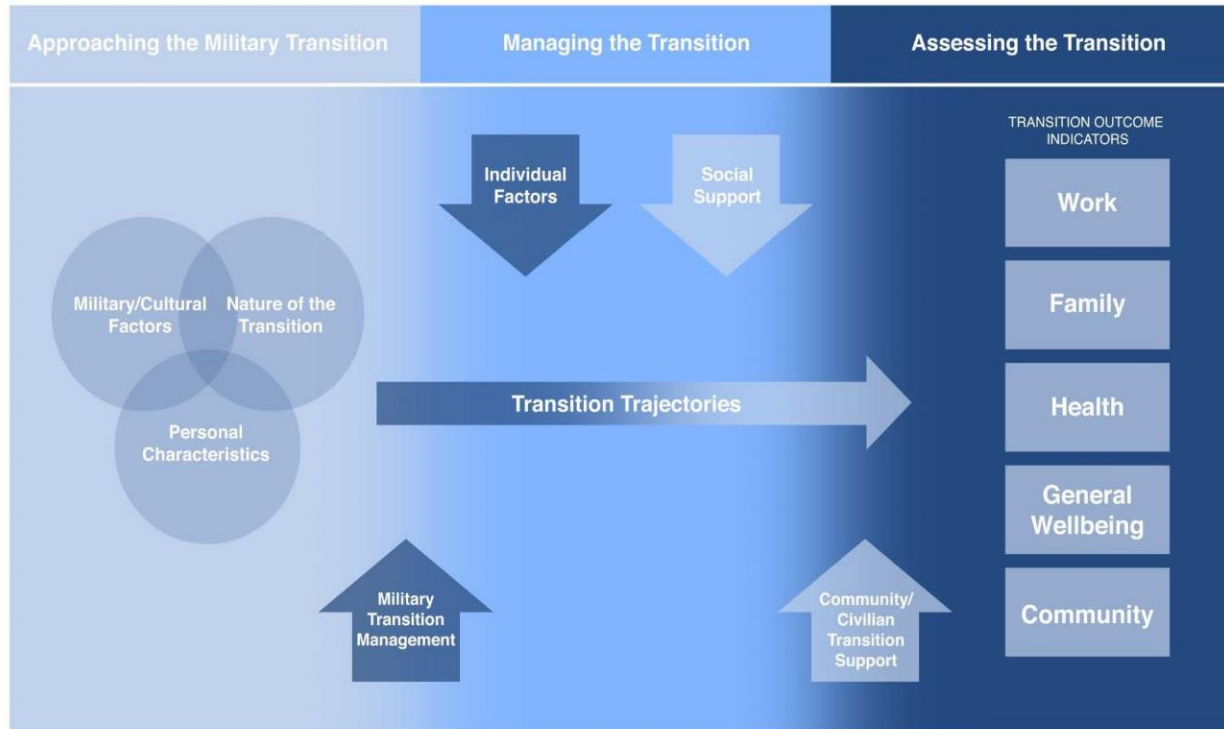 Approaching the Military Transition
Managing the Transition
Assessing the Transition
Military/Cultural
Factors
Nature of the
Transition
Personal
Characteristics
Individual
Factors
Social
Support
Transition Trajectories
Military
Transition
Management
Community/
Civilian
Transition
Support
TRANSITION OUTCOME
INDICATORS
Work
Family
Health
General
Wellbeing
Community